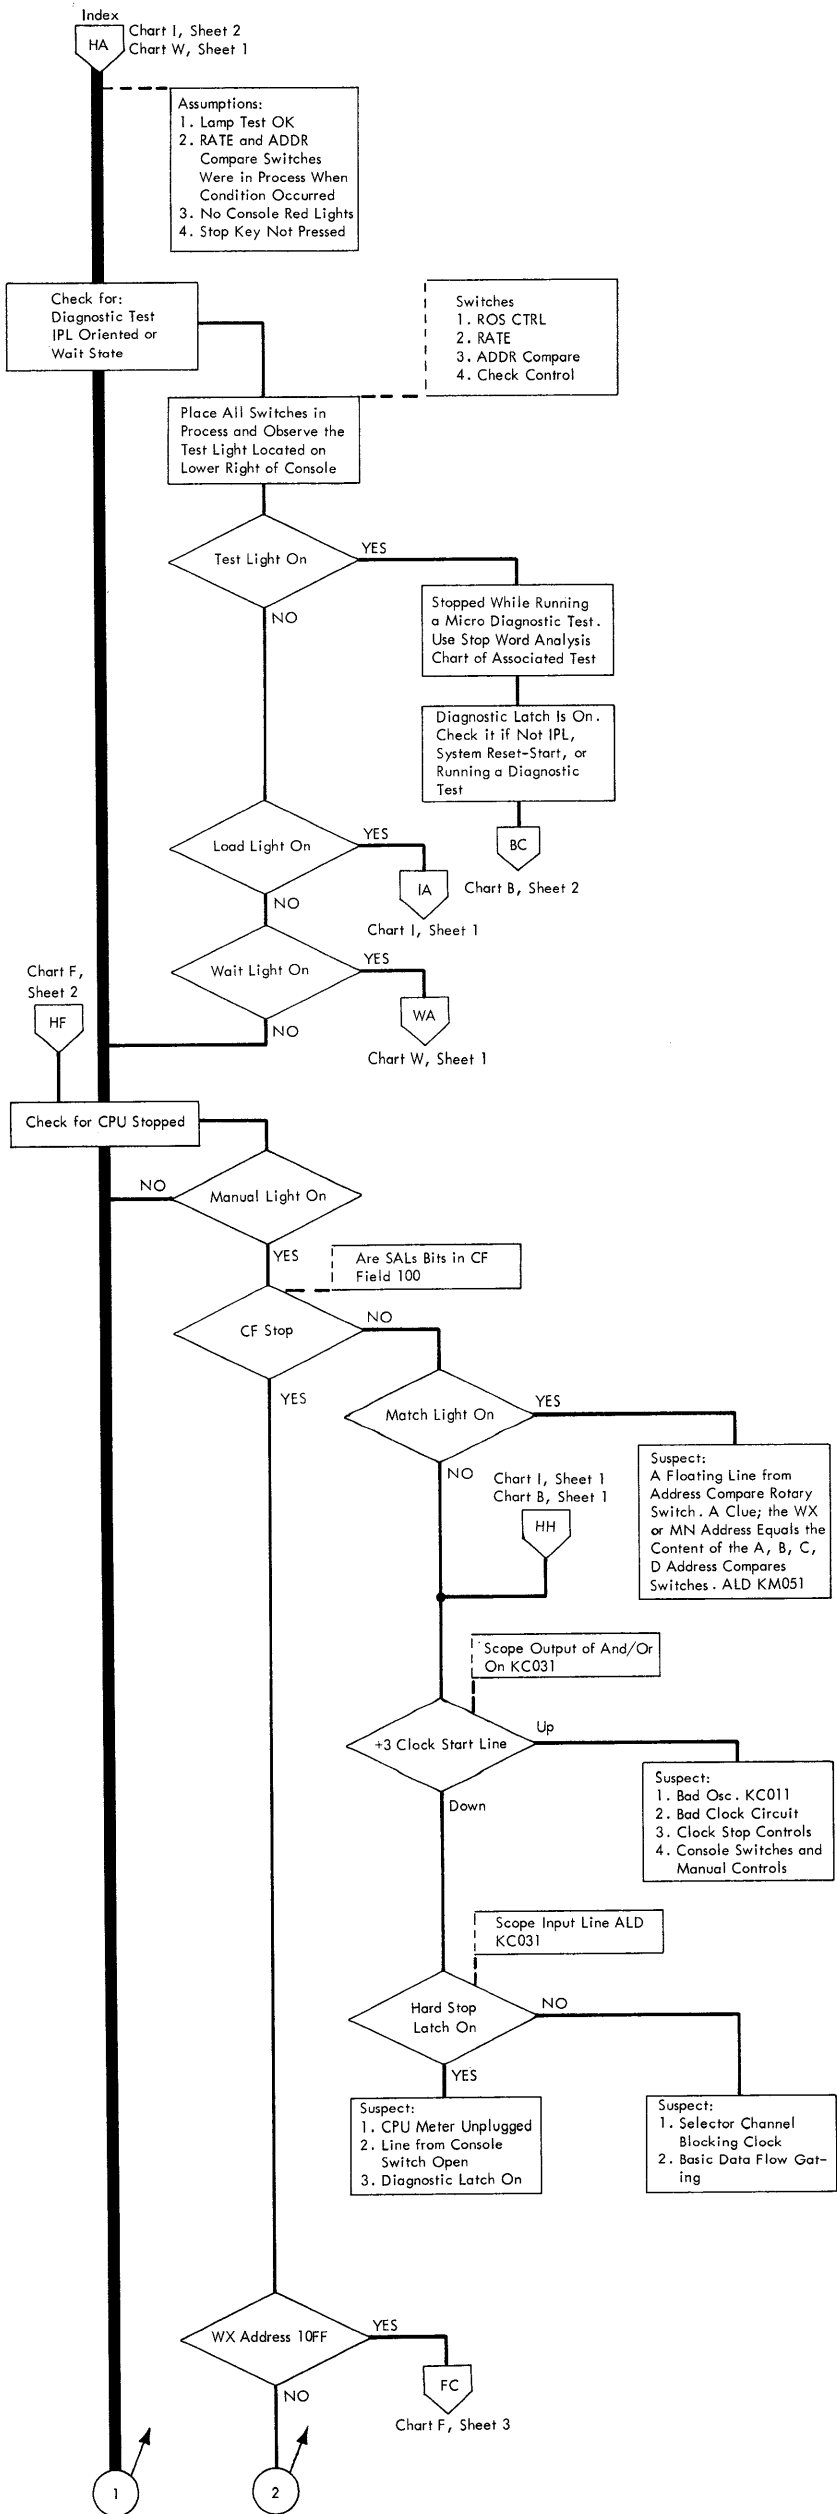 Index
HA
Chart I, Sheet 2
Chart W, Sheet 1
Assumptions:
1. Lamp Test OK
2. RATE and ADDR
Compare Switches
Were in Process When
Condition Occurred
3. No Console Red Lights
4. Stop Key Not Pressed
Check for:
Diagnostic Test
IPL Oriented or
Wait State
Switches
1. ROS CTRL
2. RATE
3. ADDR Compare
4. Check Control
Place All Switches in
Process and Observe the
Test Light Located on
Lower Right of Console
Test Light On
YES
NO
Stopped While Running
a Micro Diagnostic Test.
Use Stop Word Analysis
Chart of Associated Test
Diagnostic Latch Is On.
Check it if Not IPL,
System Reset-Start, or
Running a Diagnostic
Test
BC
Chart B, Sheet 2
Load Light On
YES
IA
Chart I, Sheet 1
NO
Wait Light On
YES
WA
Chart W, Sheet 1
NO
Chart F,
Sheet 2
HF
Check for CPU Stopped
NO
Manual Light On
YES
Are SALs Bits in CF
Field 100
CF Stop
NO
YES
Match Light On
YES
NO
Chart I, Sheet 1
Chart B, Sheet 1
HH
Suspect:
A Floating Line from
Address Compare Rotary
Switch. A Clue; the WX
or MN Address Equals the
Content of the A, B, C,
D Address Compares
Switches. ALD KM051
Scope Output of And/Or
On KC031
+3 Clock Start Line
Up
Down
Suspect:
1. Bad Osc. KC011
2. Bad Clock Circuit
3. Clock Stop Controls
4. Console Switches and
Manual Controls
Scope Input Line ALD
KC031
Hard Stop
Latch On
NO
YES
Suspect:
1. CPU Meter Unplugged
2. Line from Console
Switch Open
3. Diagnostic Latch On
Suspect:
1. Selector Channel
Blocking Clock
2. Basic Data Flow Gat-
ing
WX Address 10FF
YES
NO
FC
Chart F, Sheet 3
1
2